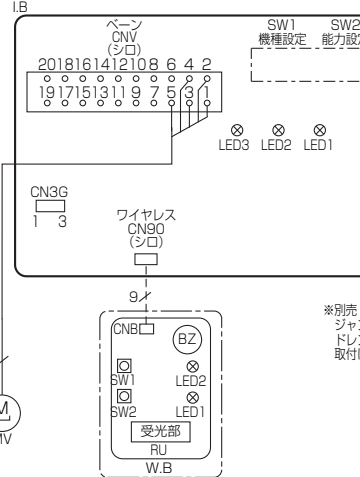 I.B
ベーン
CNV
(シロ)
SW1
機種設定
SW2
能力設定
20 18 16 14 12 10 8 6 4 2
19 17 15 13 11 9 7 5 3 1
LED3 LED2 LED1
CN3G
1 3
ワイヤレス
CN90
(シロ)
9
※別売
ジャン
ドレン
取付
CNB
BZ
SW1
LED2
SW2
LED1
受光部
RU
W.B
M
MV